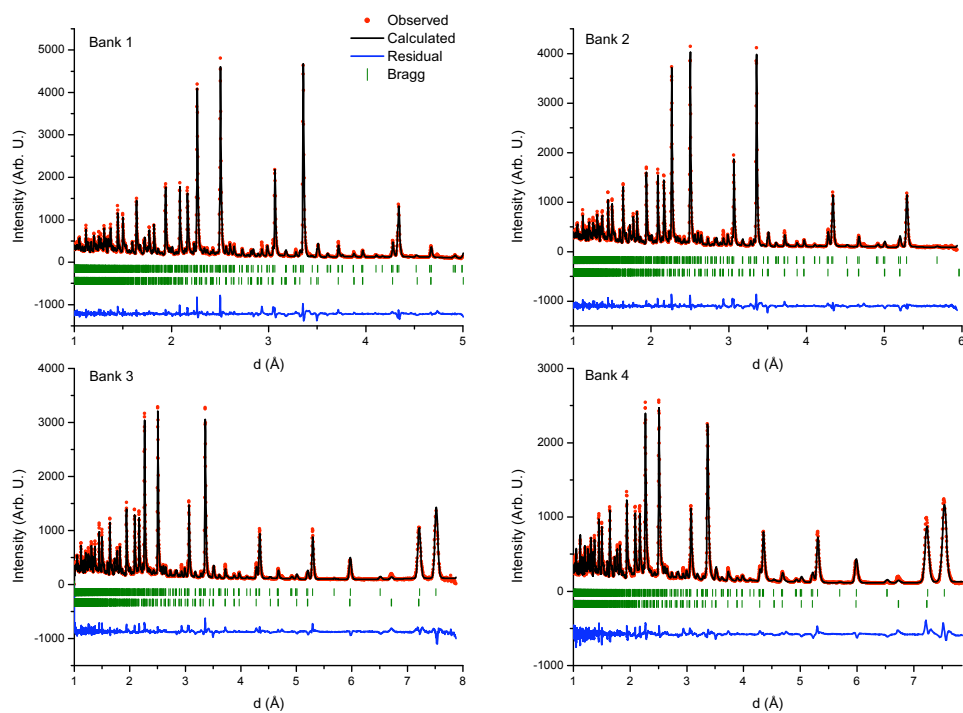 Observed
Calculated
Residual
Bragg
Bank 1
Intensity (Arb. U.)
5000
4000
3000
2000
1000
0
-1000
1 2 3 4 5
d (Å)
Bank 2
Intensity (Arb. U.)
4000
3000
2000
1000
0
-1000
1 2 3 4 5 6
d (Å)
Bank 3
Intensity (Arb. U.)
4000
3000
2000
1000
0
-1000
1 2 3 4 5 6 7 8
d (Å)
Bank 4
Intensity (Arb. U.)
3000
2000
1000
0
-1000
1 2 3 4 5 6 7
d (Å)